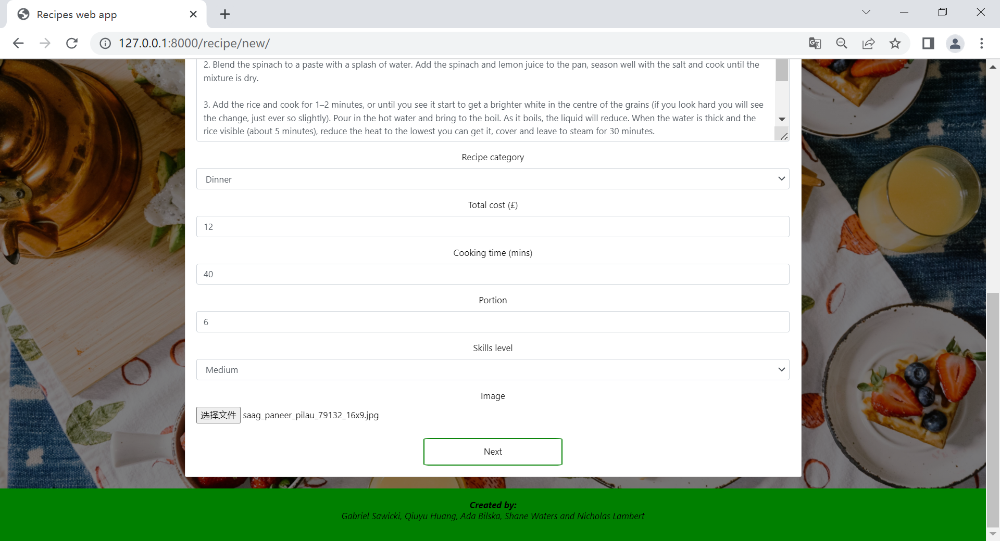 Recipes web app
127.0.0.1:8000/recipe/new/
2. Blend the spinach to a paste with a splash of water. Add the spinach and lemon juice to the pan, season well with the salt and cook until the
mixture is dry.
3. Add the rice and cook for 1–2 minutes, or until you see it start to get a brighter white in the centre of the grains (if you look hard you will see
the change, just ever so slightly). Pour in the hot water and bring to the boil. As it boils, the liquid will reduce. When the water is thick and the
rice visible (about 5 minutes), reduce the heat to the lowest you can get it, cover and leave to steam for 30 minutes.
Recipe category
Dinner
Total cost (£)
12
Cooking time (mins)
40
Portion
6
Skills level
Medium
Image
选择文件 saag_paneer_pilau_79132_16x9.jpg
Next
Created by:
Gabriel Sawicki, Qiuyu Huang, Ada Bilska, Shane Waters and Nicholas Lambert